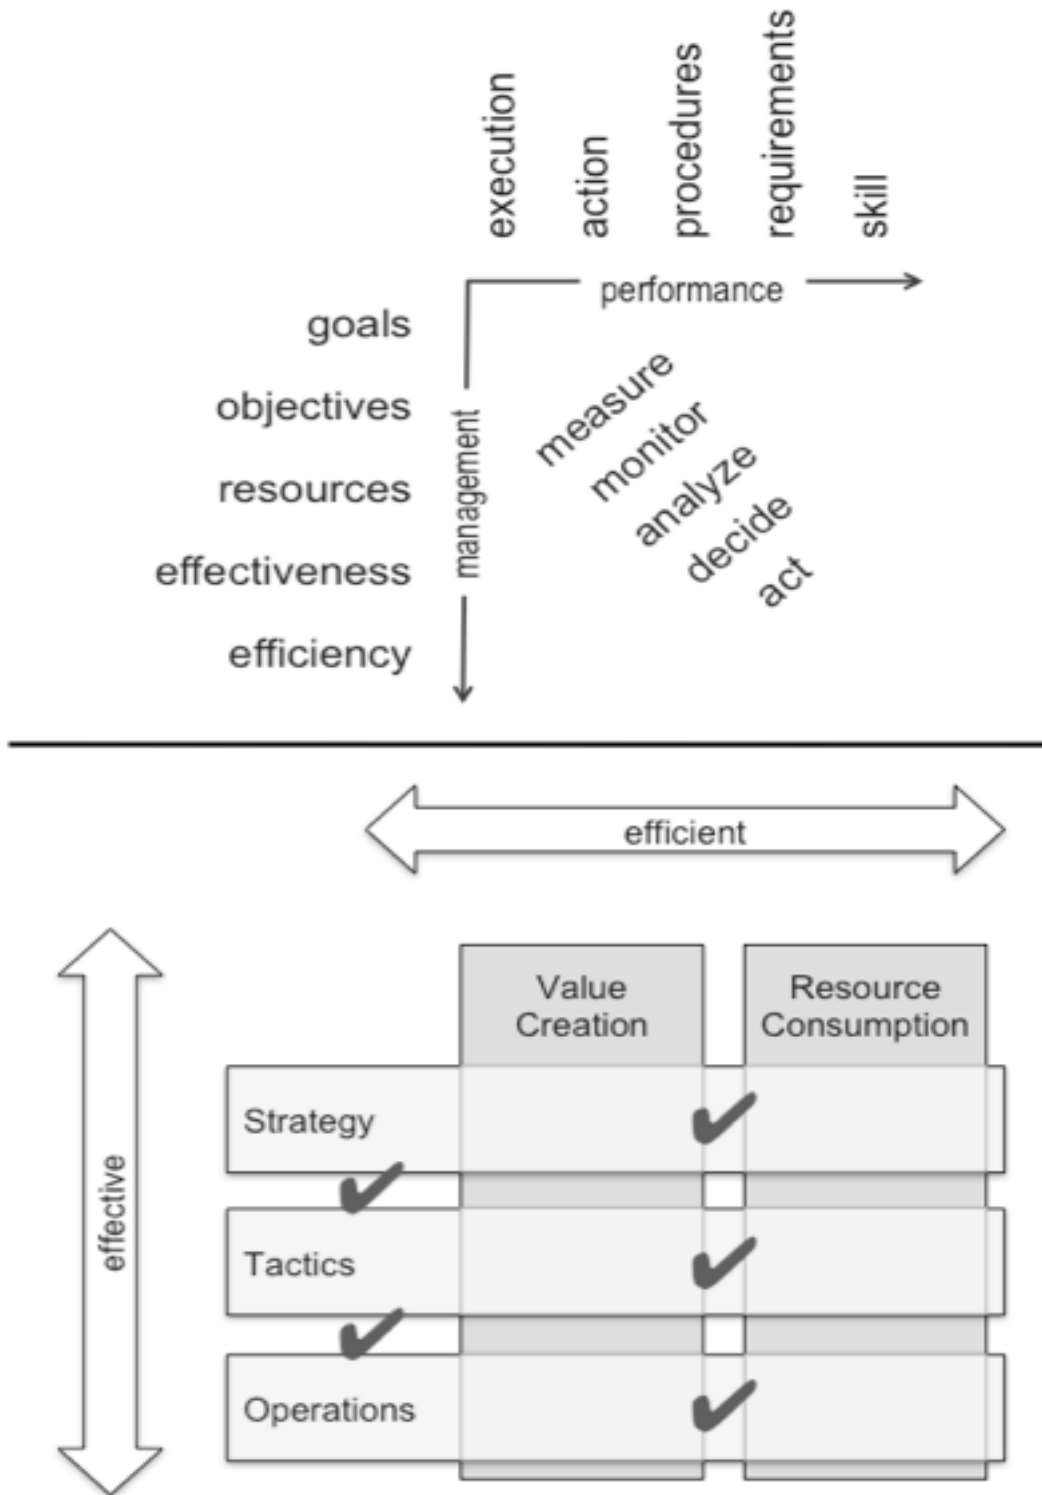 execution
action
procedures
requirements
skill
performance
goals
objectives
resources
effectiveness
efficiency
management
measure
monitor
analyze
decide
act
efficient
effective
Value
Creation
Resource
Consumption
Strategy
Tactics
Operations